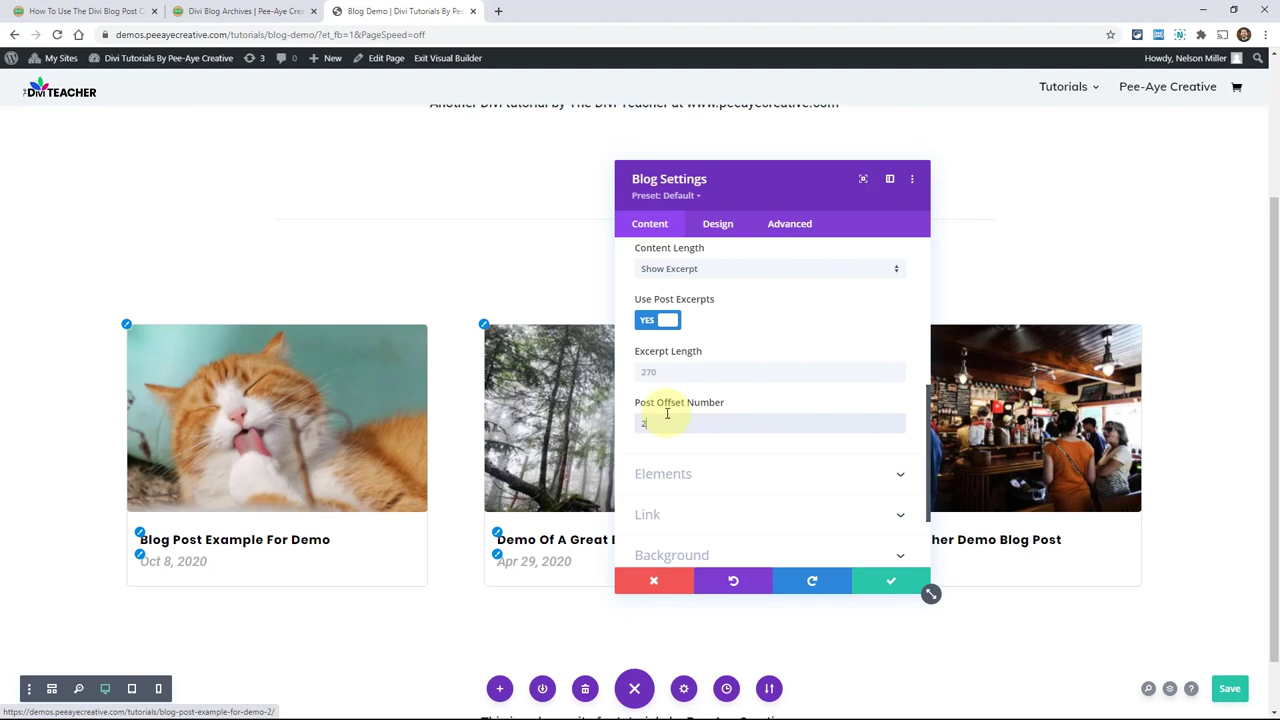 How To Use The Divi Blog Post C
Divi Blog Archives | Pee-Aye Cre
Blog Demo | Divi Tutorials By Pe
demos.peeayecreative.com/tutorials/blog-demo/?et_fb=1&PageSpeed=off
My Sites
Divi Tutorials By Pee-Aye Creative
3
0
New
Edit Page
Exit Visual Builder
Howdy, Nelson Miller
THE DIVI TEACHER
Tutorials
Pee-Aye Creative
Another Divi tutorial by The Divi Teacher at www.peeayecreative.com
Blog Settings
Preset: Default
Content
Design
Advanced
Content Length
Show Excerpt
Use Post Excerpts
YES
Excerpt Length
270
Post Offset Number
2
Elements
Link
Background
Blog Post Example For Demo
Oct 8, 2020
Demo Of A Great B
Apr 29, 2020
her Demo Blog Post
Save
https://demos.peeayecreative.com/tutorials/blog-post-example-for-demo-2/